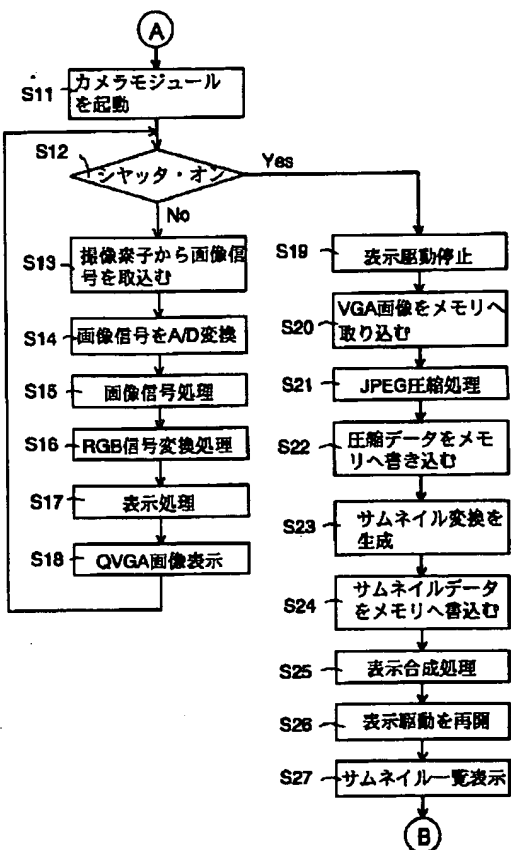 A
S11
カメラモジュール
を起動
S12
シヤッタ・オン
Yes
No
S13
撮像素子から画像信
号を取込む
S14
画像信号をA/D変換
S15
画像信号処理
S16
RGB信号変換処理
S17
表示処理
S18
QVGA画像表示
S19
表示駆動停止
S20
VGA画像をメモリへ
取り込む
S21
JPEG圧縮処理
S22
圧縮データをメモ
リへ書き込む
S23
サムネイル変換を
生成
S24
サムネイルデータ
をメモリへ書込む
S25
表示合成処理
S26
表示駆動を再開
S27
サムネイル一覧表示
B